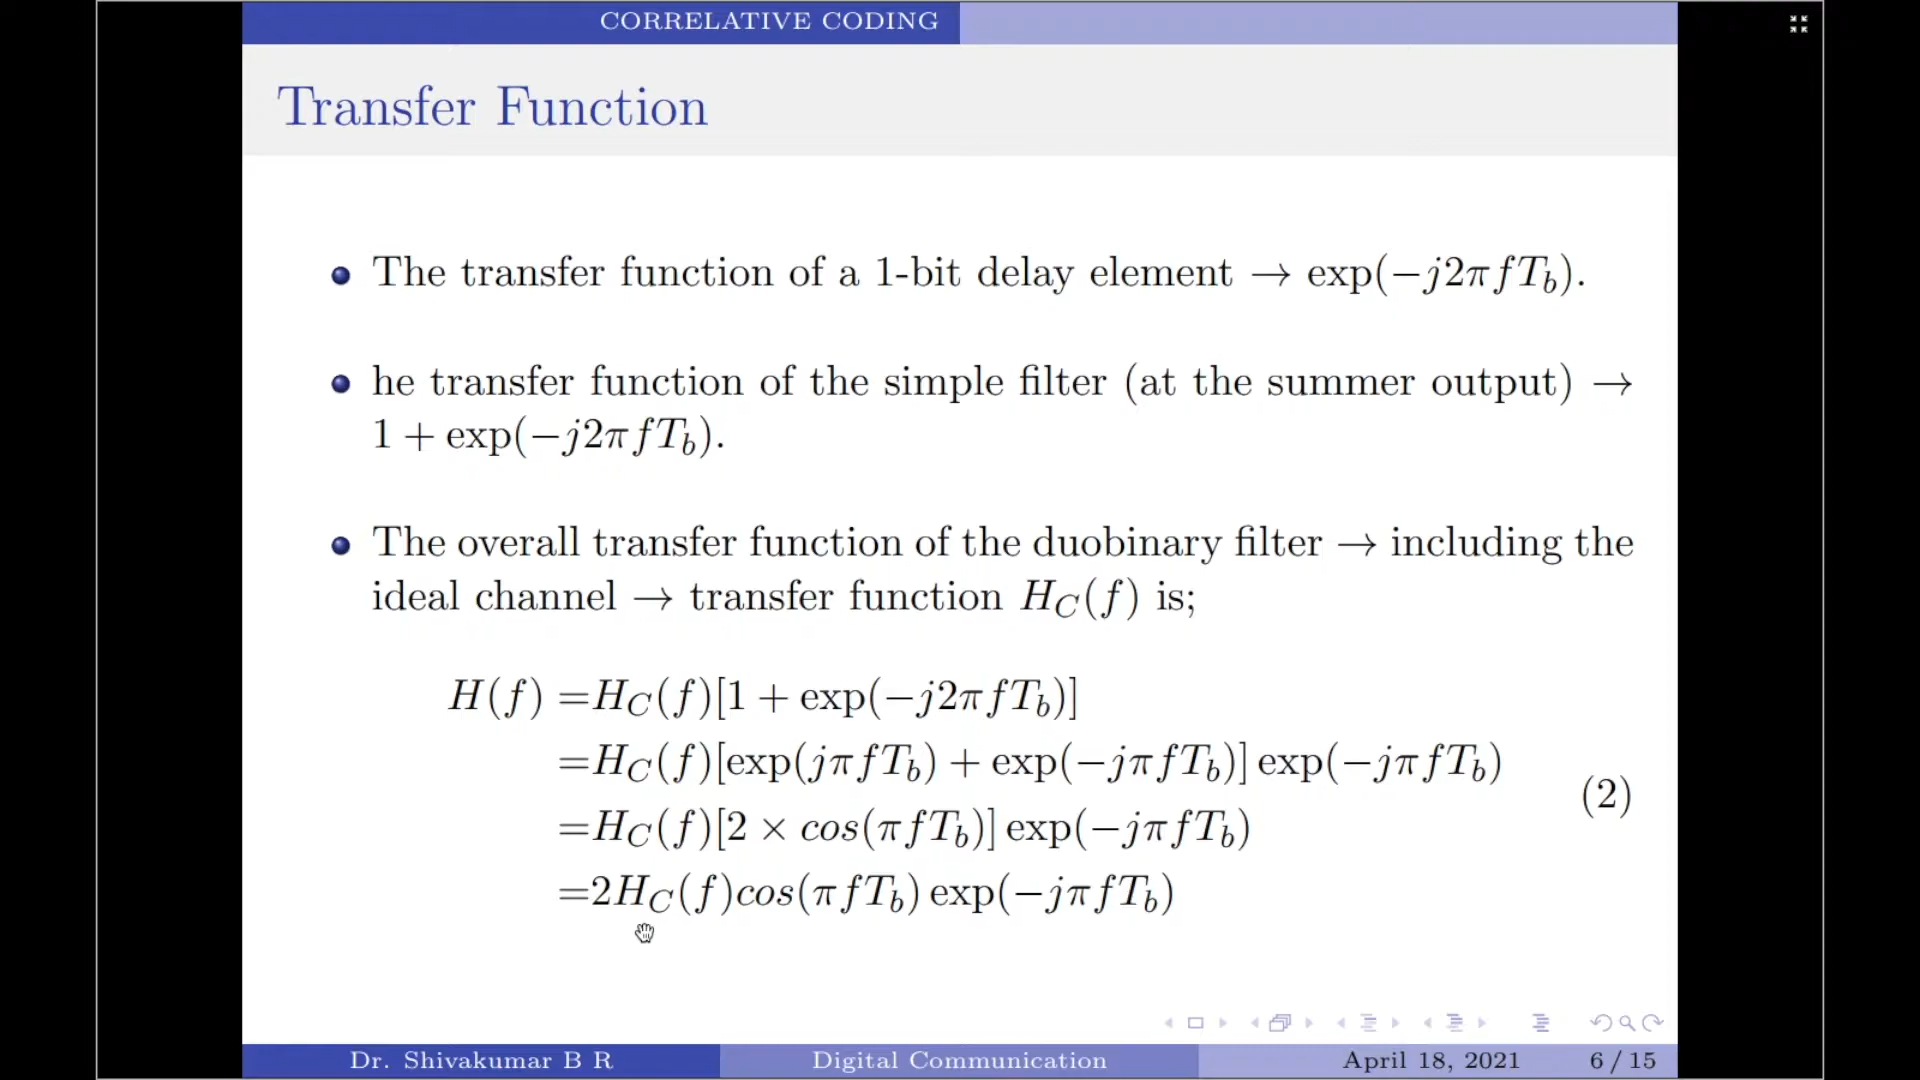 CORRELATIVE CODING
Transfer Function
The transfer function of a 1-bit delay element → exp(−j2πfT_b).
he transfer function of the simple filter (at the summer output) →
1 + exp(−j2πfT_b).
The overall transfer function of the duobinary filter → including the
ideal channel → transfer function H_C(f) is;
H(f) =H_C(f)[1 + exp(−j2πfT_b)]
=H_C(f)[exp(jπfT_b) + exp(−jπfT_b)] exp(−jπfT_b)
(2)
=H_C(f)[2 × cos(πfT_b)] exp(−jπfT_b)
=2H_C(f)cos(πfT_b) exp(−jπfT_b)
Dr. Shivakumar B R Digital Communication April 18, 2021 6 / 15